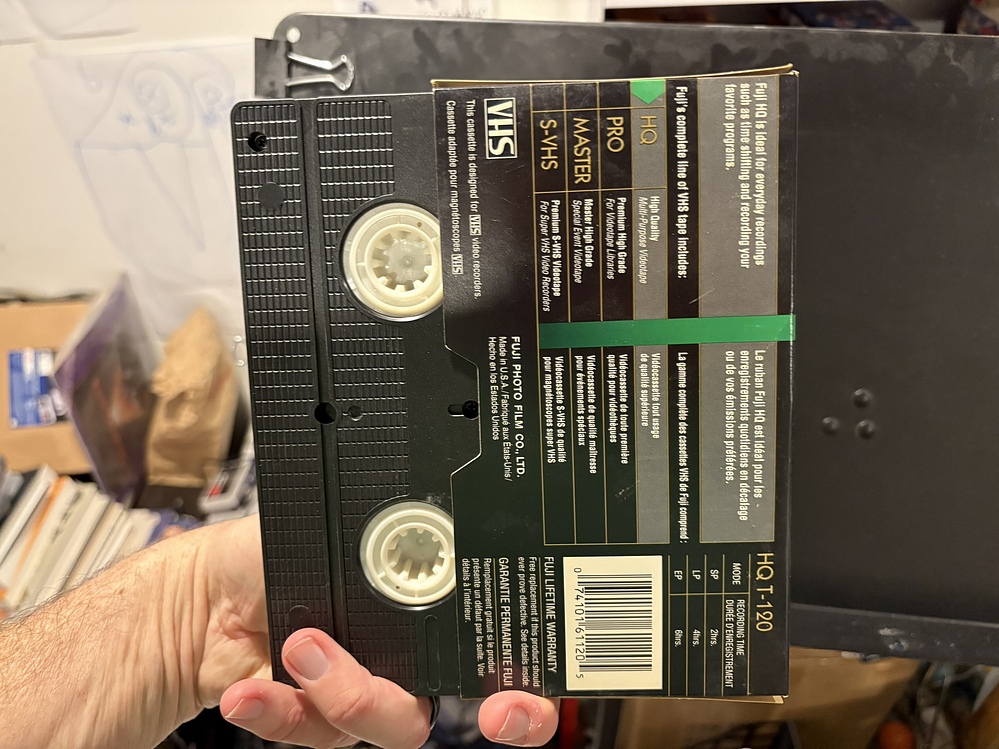 Fuji HQ is ideal for everyday recordings
such as time shifting and recording your
favorite programs.
Le ruban Fuji HQ est idéal pour les
enregistrements quotidiens en décalage
ou de vos émissions préférées.
Fuji's complete line of VHS tape includes:
La gamme complète des cassettes VHS de Fuji comprend :
HQ
High Quality
Multi-Purpose Videotape
Vidéocassette tout usage
de qualité supérieure
PRO
Premium High Grade
For Videotape Libraries
Vidéocassette de toute première
qualité pour vidéothèques
MASTER
Master High Grade
Special Event Videotape
Vidéocassette de qualité maîtresse
pour événements spéciaux
S-VHS
Premium S-VHS Videotape
For Super VHS Video Recorders
Vidéocassette S-VHS de qualité
pour magnétoscopes super VHS
VHS
This cassette is designed for VHS video recorders.
Cassette adaptée pour magnétoscopes VHS.
FUJI PHOTO FILM CO., LTD.
Made in U.S.A./Fabriqué aux États-Unis/
Hecho en los Estados Unidos
HQ T-120
MODE
RECORDING TIME
DURÉE D'ENREGISTREMENT
SP 2hrs.
LP 4hrs.
EP 6hrs.
0 74101 61120 5
FUJI LIFETIME WARRANTY
Free replacement if this product should
ever prove defective. See details inside.
GARANTIE PERMANENTE FUJI
Remplacement gratuit si le produit
présente un défaut par la suite. Voir
détails à l'intérieur.